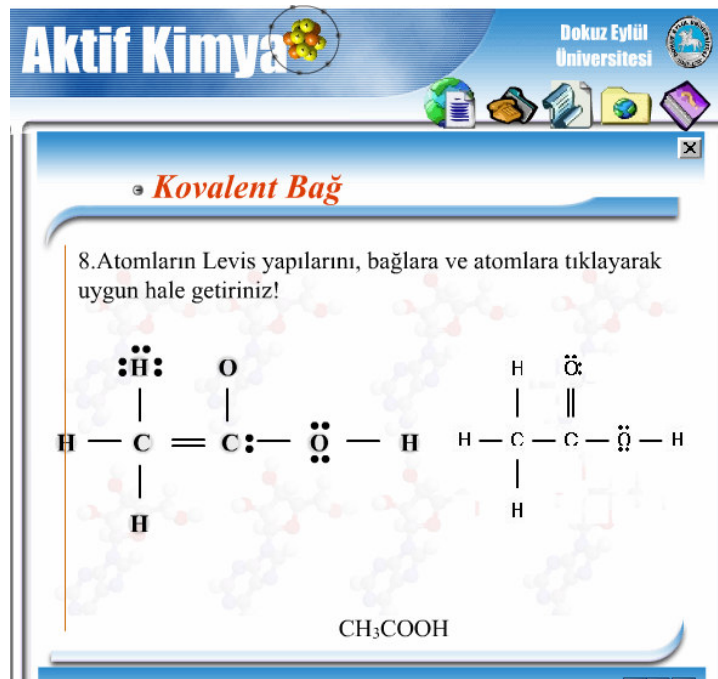 Aktif Kimya
Dokuz Eylül
Üniversitesi
Kovalent Bağ
8.Atomların Levis yapılarını, bağlara ve atomlara tıklayarak
uygun hale getiriniz!
H O
H C C O H
H
H O
H C C O H
H
CH₃COOH